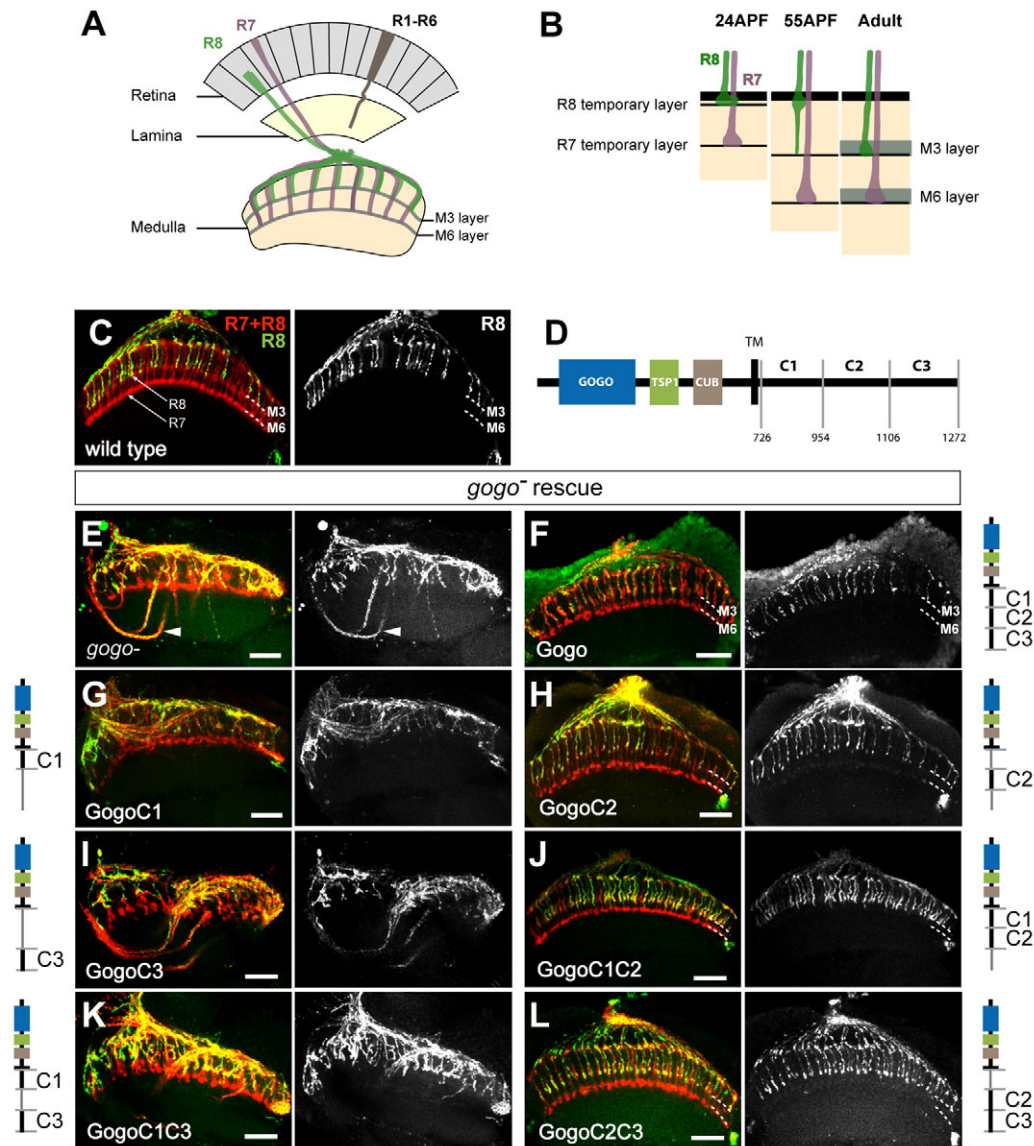 A
R7
R8
R1-R6
Retina
Lamina
Medulla
M3 layer
M6 layer
B
24APF 55APF Adult
R8
R7
R8 temporary layer
R7 temporary layer
M3 layer
M6 layer
C
R7+R8
R8
R8
R7
M3
M6
wild type
R8
M3
M6
D
TM
GOGO
TSP1
CUB
C1
C2
C3
726
954
1106
1272
gogo- rescue
E
gogo-
F
M3
M6
Gogo
M3
M6
C1
C2
C3
C1
G
GogoC1
H
GogoC2
C2
C3
I
GogoC3
J
GogoC1C2
C1
C2
C1
C3
K
GogoC1C3
L
GogoC2C3
C2
C3